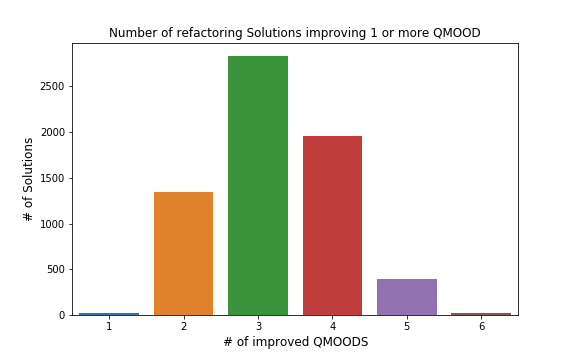 Number of refactoring Solutions improving 1 or more QMOOD
# of Solutions
2500
2000
1500
1000
500
0
1 2 3 4 5 6
# of improved QMOODS